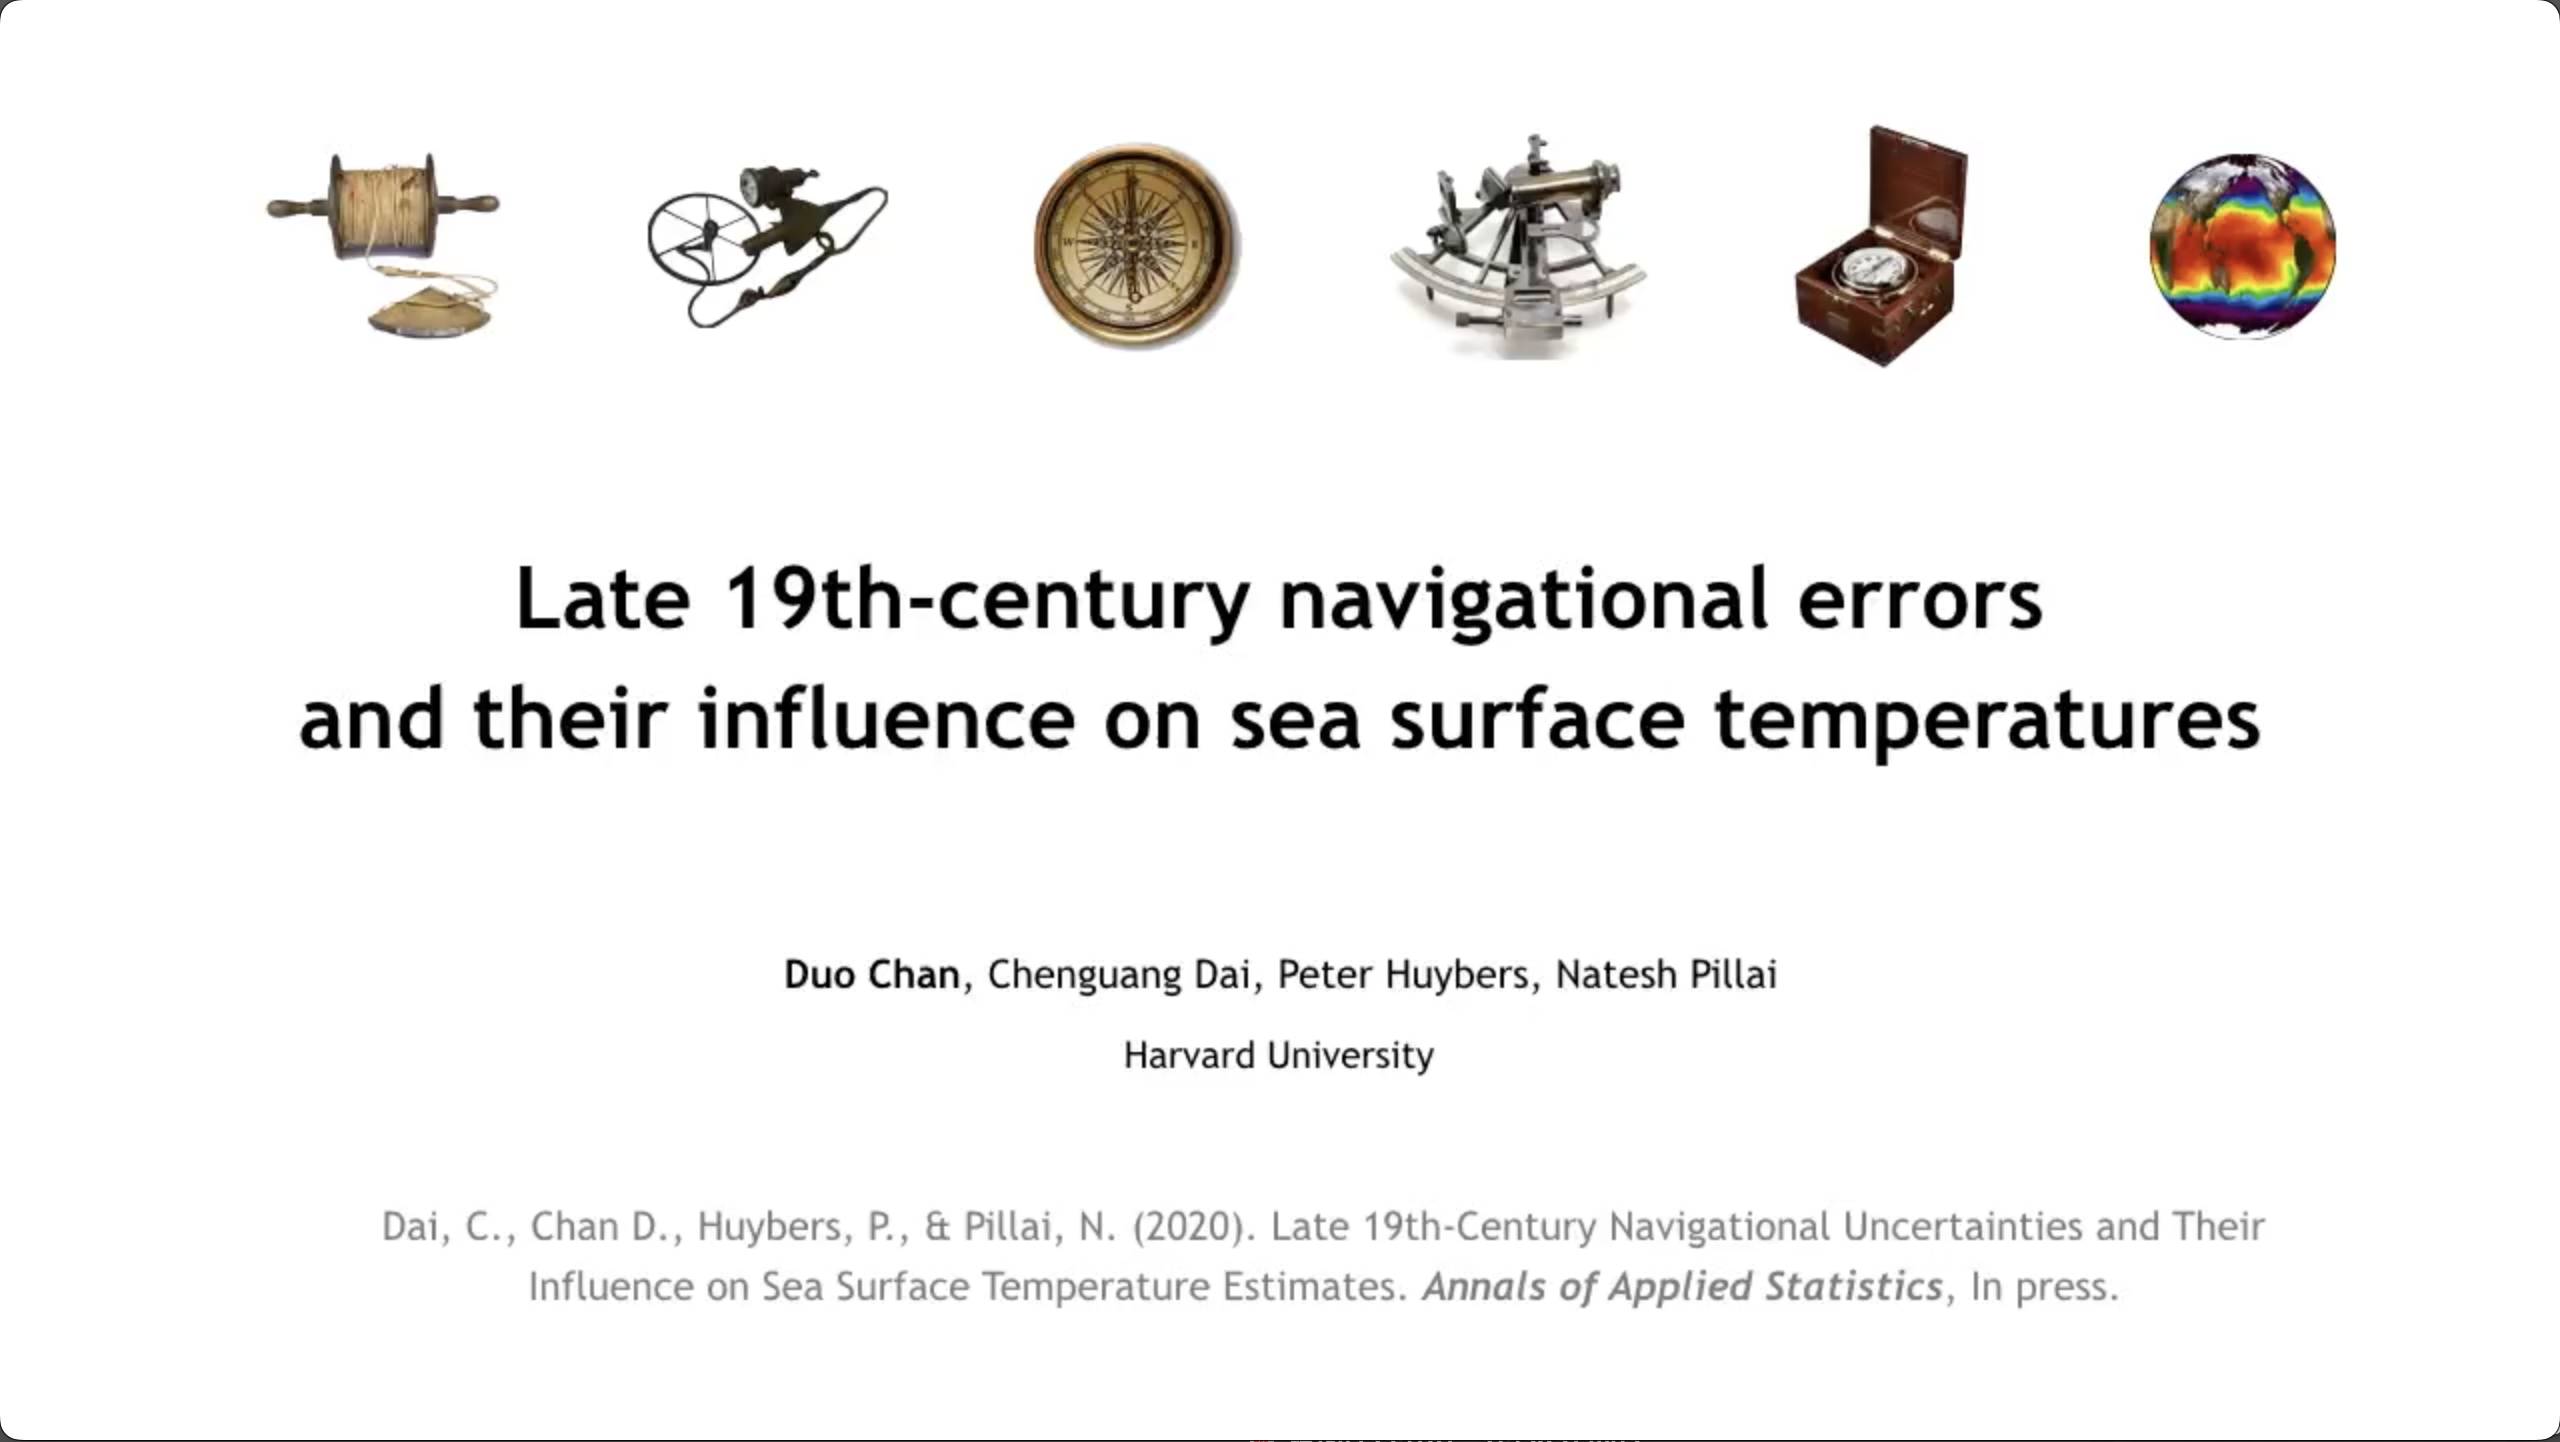 Late 19th-century navigational errors
and their influence on sea surface temperatures
Duo Chan, Chenguang Dai, Peter Huybers, Natesh Pillai
Harvard University
Dai, C., Chan D., Huybers, P., & Pillai, N. (2020). Late 19th-Century Navigational Uncertainties and Their
Influence on Sea Surface Temperature Estimates. Annals of Applied Statistics, In press.